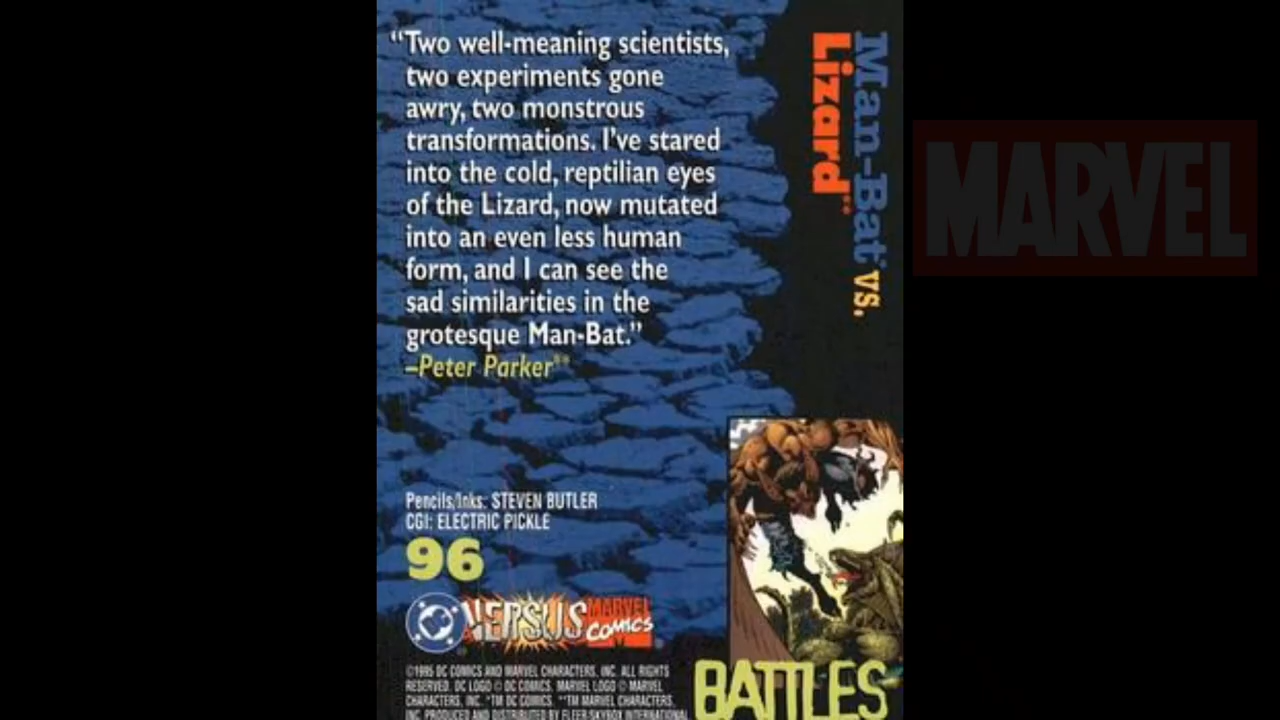 “Two well-meaning scientists,
two experiments gone
awry, two monstrous
transformations. I’ve stared
into the cold, reptilian eyes
of the Lizard, now mutated
into an even less human
form, and I can see the
sad similarities in the
grotesque Man-Bat.”
–Peter Parker**
Man-Bat* vs.
Lizard**
MARVEL
Pencils/Inks: STEVEN BUTLER
CGI: ELECTRIC PICKLE
96
DC VERSUS MARVEL COMICS
©1995 DC COMICS AND MARVEL CHARACTERS, INC. ALL RIGHTS
RESERVED. DC LOGO © DC COMICS. MARVEL LOGO © MARVEL
CHARACTERS, INC. *TM DC COMICS. **TM MARVEL CHARACTERS,
INC. PRODUCED AND DISTRIBUTED BY FLEER/SKYBOX INTERNATIONAL
BATTLES